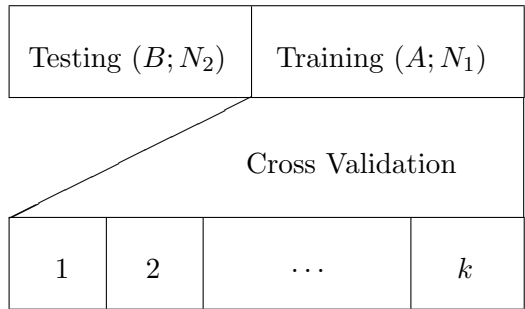 Testing (B; N₂) Training (A; N₁)
Cross Validation
1 2 ··· k